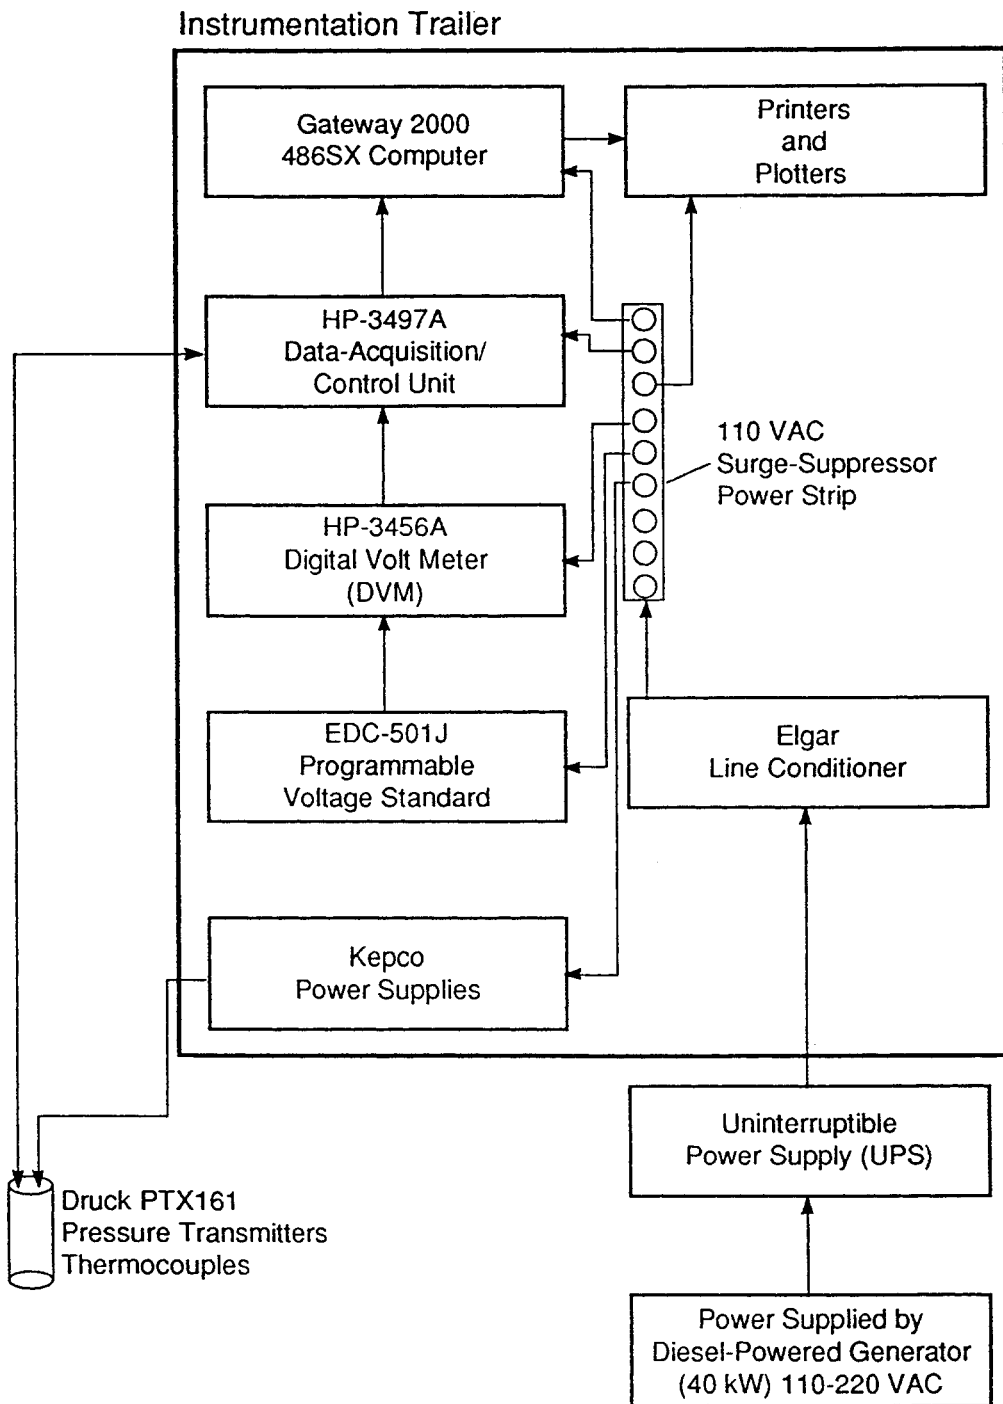 Instrumentation Trailer
Gateway 2000
486SX Computer
Printers
and
Plotters
HP-3497A
Data-Acquisition/
Control Unit
110 VAC
Surge-Suppressor
Power Strip
HP-3456A
Digital Volt Meter
(DVM)
EDC-501J
Programmable
Voltage Standard
Elgar
Line Conditioner
Kepco
Power Supplies
Uninterruptible
Power Supply (UPS)
Druck PTX161
Pressure Transmitters
Thermocouples
Power Supplied by
Diesel-Powered Generator
(40 kW) 110-220 VAC